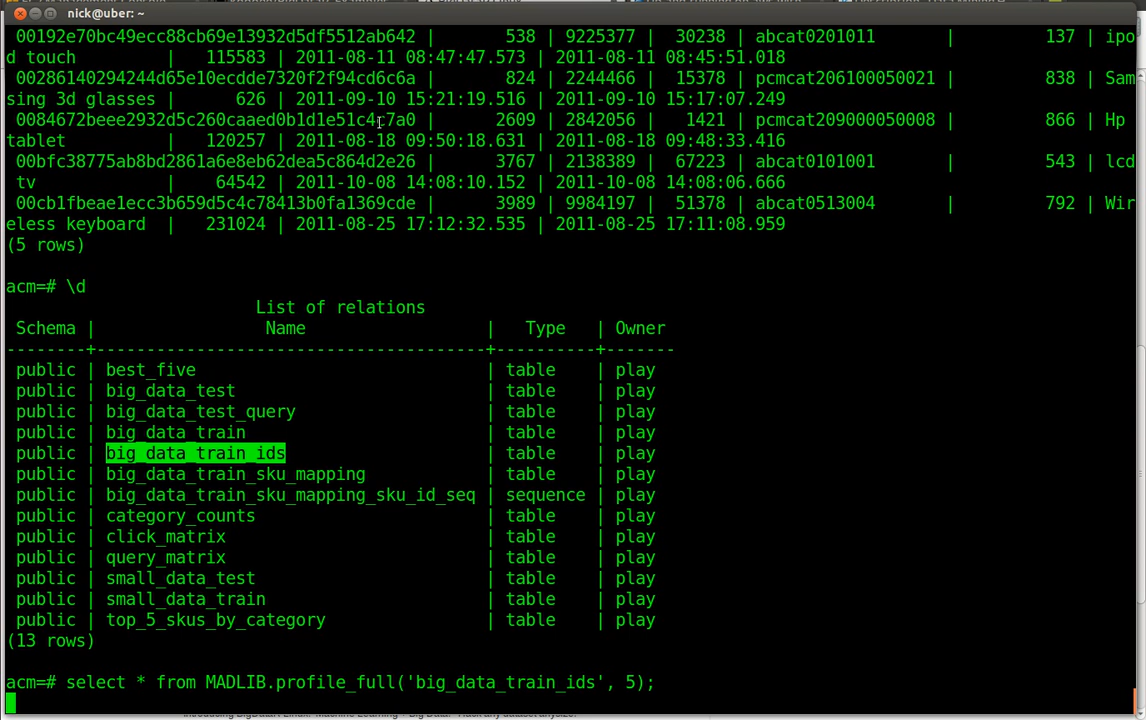 nick@uber: ~
00192e70bc49ecc88cb69e13932d5df5512ab642 | 538 | 9225377 | 30238 | abcat0201011 | 137 | ipo
d touch | 115583 | 2011-08-11 08:47:47.573 | 2011-08-11 08:45:51.018
00286140294244d65e10ecdde7320f2f94cd6c6a | 824 | 2244466 | 15378 | pcmcat206100050021 | 838 | Sam
sing 3d glasses | 626 | 2011-09-10 15:21:19.516 | 2011-09-10 15:17:07.249
| 2609 | 2842056 | 1421 | pcmcat209000050008 | 866 | Hp
tablet | 120257 | 2011-08-18 09:50:18.631 | 2011-08-18 09:48:33.416
00bfc38775ab8bd2861a6e8eb62dea5c864d2e26 | 3767 | 2138389 | 67223 | abcat0101001 | 543 | lcd
tv | 64542 | 2011-10-08 14:08:10.152 | 2011-10-08 14:08:06.666
00cb1fbeae1ecc3b659d5c4c78413b0fa1369cde | 3989 | 9984197 | 51378 | abcat0513004 | 792 | Wir
eless keyboard | 231024 | 2011-08-25 17:12:32.535 | 2011-08-25 17:11:08.959
(5 rows)
acm=# \d
List of relations
Schema | Name | Type | Owner
--------+---------------------------------------+----------+-------
public | best_five | table | play
public | big_data_test | table | play
public | big_data_test_query | table | play
public | big_data_train | table | play
public | big_data_train_ids | table | play
public | big_data_train_sku_mapping | table | play
public | big_data_train_sku_mapping_sku_id_seq | sequence | play
public | category_counts | table | play
public | click_matrix | table | play
public | query_matrix | table | play
public | small_data_test | table | play
public | small_data_train | table | play
public | top_5_skus_by_category | table | play
(13 rows)
acm=# select * from MADLIB.profile_full('big_data_train_ids', 5);